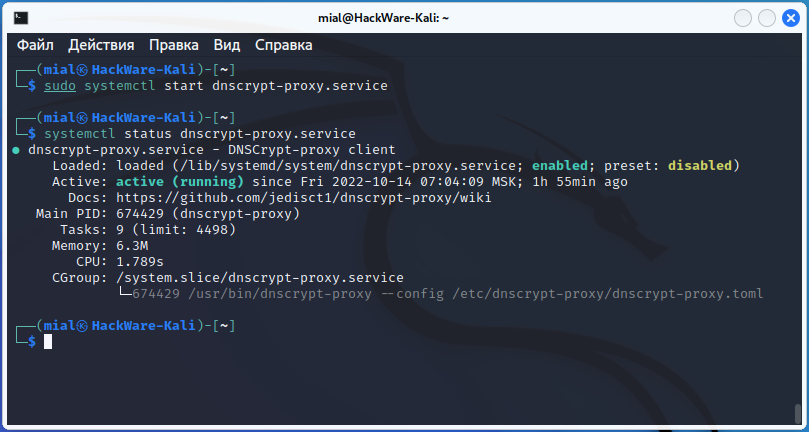 mial@HackWare-Kali: ~
Файл Действия Правка Вид Справка
┌──(mial㉿HackWare-Kali)-[~]
└─$ sudo systemctl start dnscrypt-proxy.service
┌──(mial㉿HackWare-Kali)-[~]
└─$ systemctl status dnscrypt-proxy.service
● dnscrypt-proxy.service - DNSCrypt-proxy client
Loaded: loaded (/lib/systemd/system/dnscrypt-proxy.service; enabled; preset: disabled)
Active: active (running) since Fri 2022-10-14 07:04:09 MSK; 1h 55min ago
Docs: https://github.com/jedisct1/dnscrypt-proxy/wiki
Main PID: 674429 (dnscrypt-proxy)
Tasks: 9 (limit: 4498)
Memory: 6.3M
CPU: 1.789s
CGroup: /system.slice/dnscrypt-proxy.service
└─674429 /usr/bin/dnscrypt-proxy --config /etc/dnscrypt-proxy/dnscrypt-proxy.toml
┌──(mial㉿HackWare-Kali)-[~]
└─$